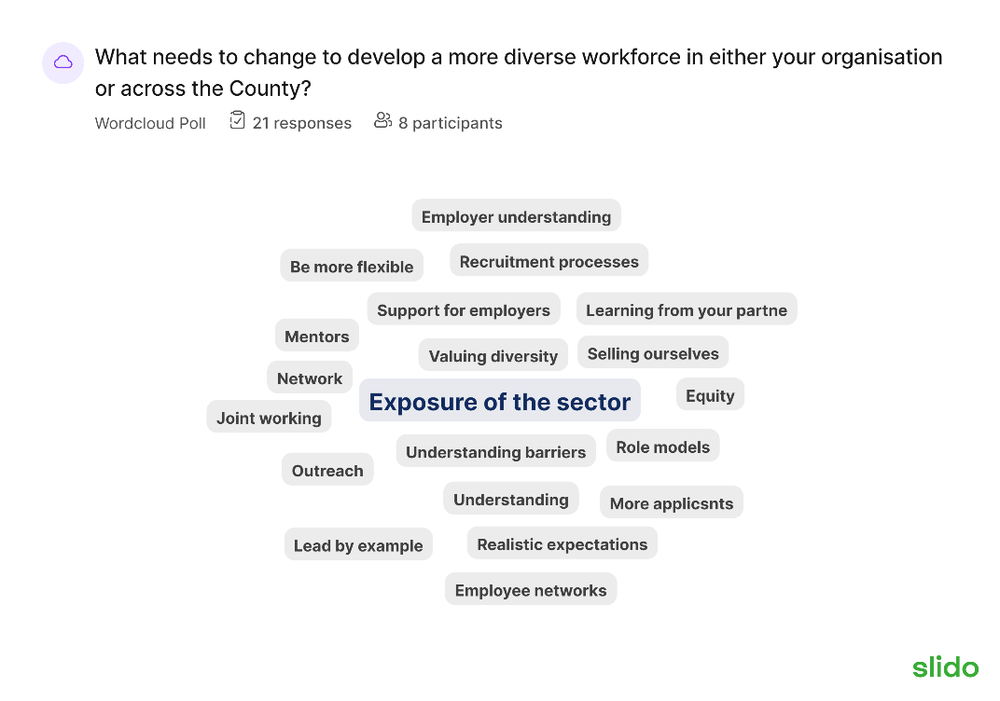 What needs to change to develop a more diverse workforce in either your organisation
or across the County?
Wordcloud Poll 21 responses 8 participants
Employer understanding
Be more flexible
Recruitment processes
Support for employers
Learning from your partne
Mentors
Valuing diversity
Selling ourselves
Network
Exposure of the sector
Equity
Joint working
Understanding barriers
Role models
Outreach
Understanding
More applicsnts
Lead by example
Realistic expectations
Employee networks
slido